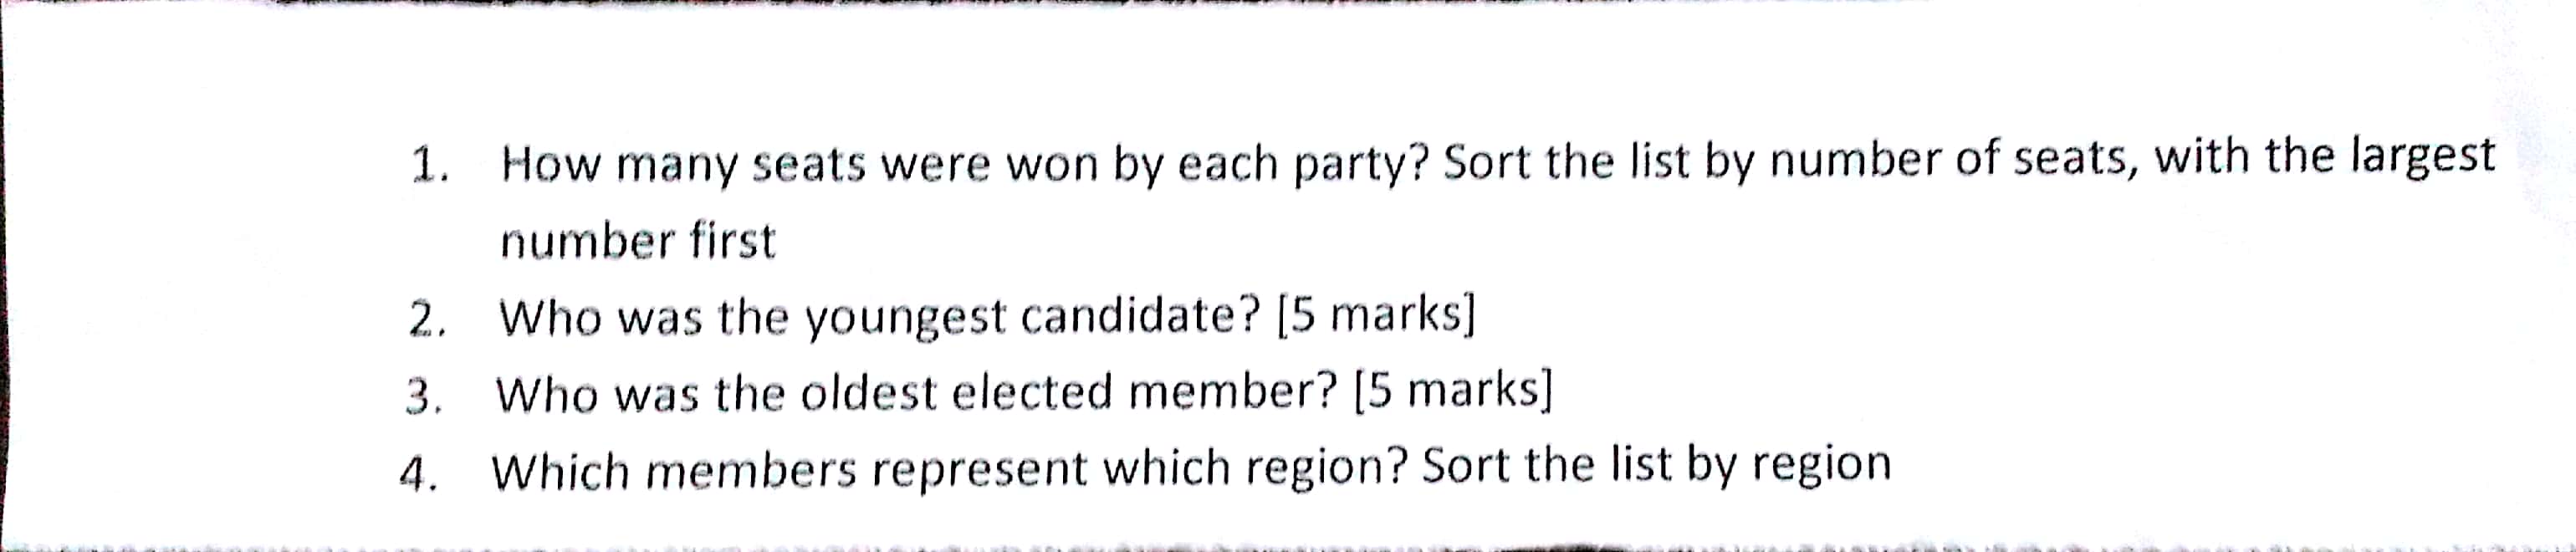 1. How many seats were won by each party? Sort the list by number of seats, with the largest
number first
2. Who was the youngest candidate? [5 marks]
3. Who was the oldest elected member? [5 marks]
4. Which members represent which region? Sort the list by region